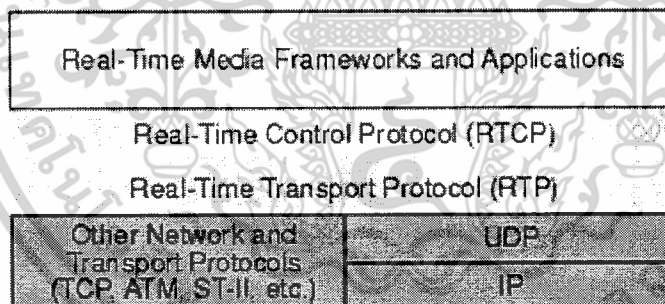 Real-Time Media Frameworks and Applications
Real-Time Control Protocol (RTCP)
Real-Time Transport Protocol (RTP)
Other Network and
Transport Protocols
(TCP, ATM, ST-II, etc.)
UDP
IP